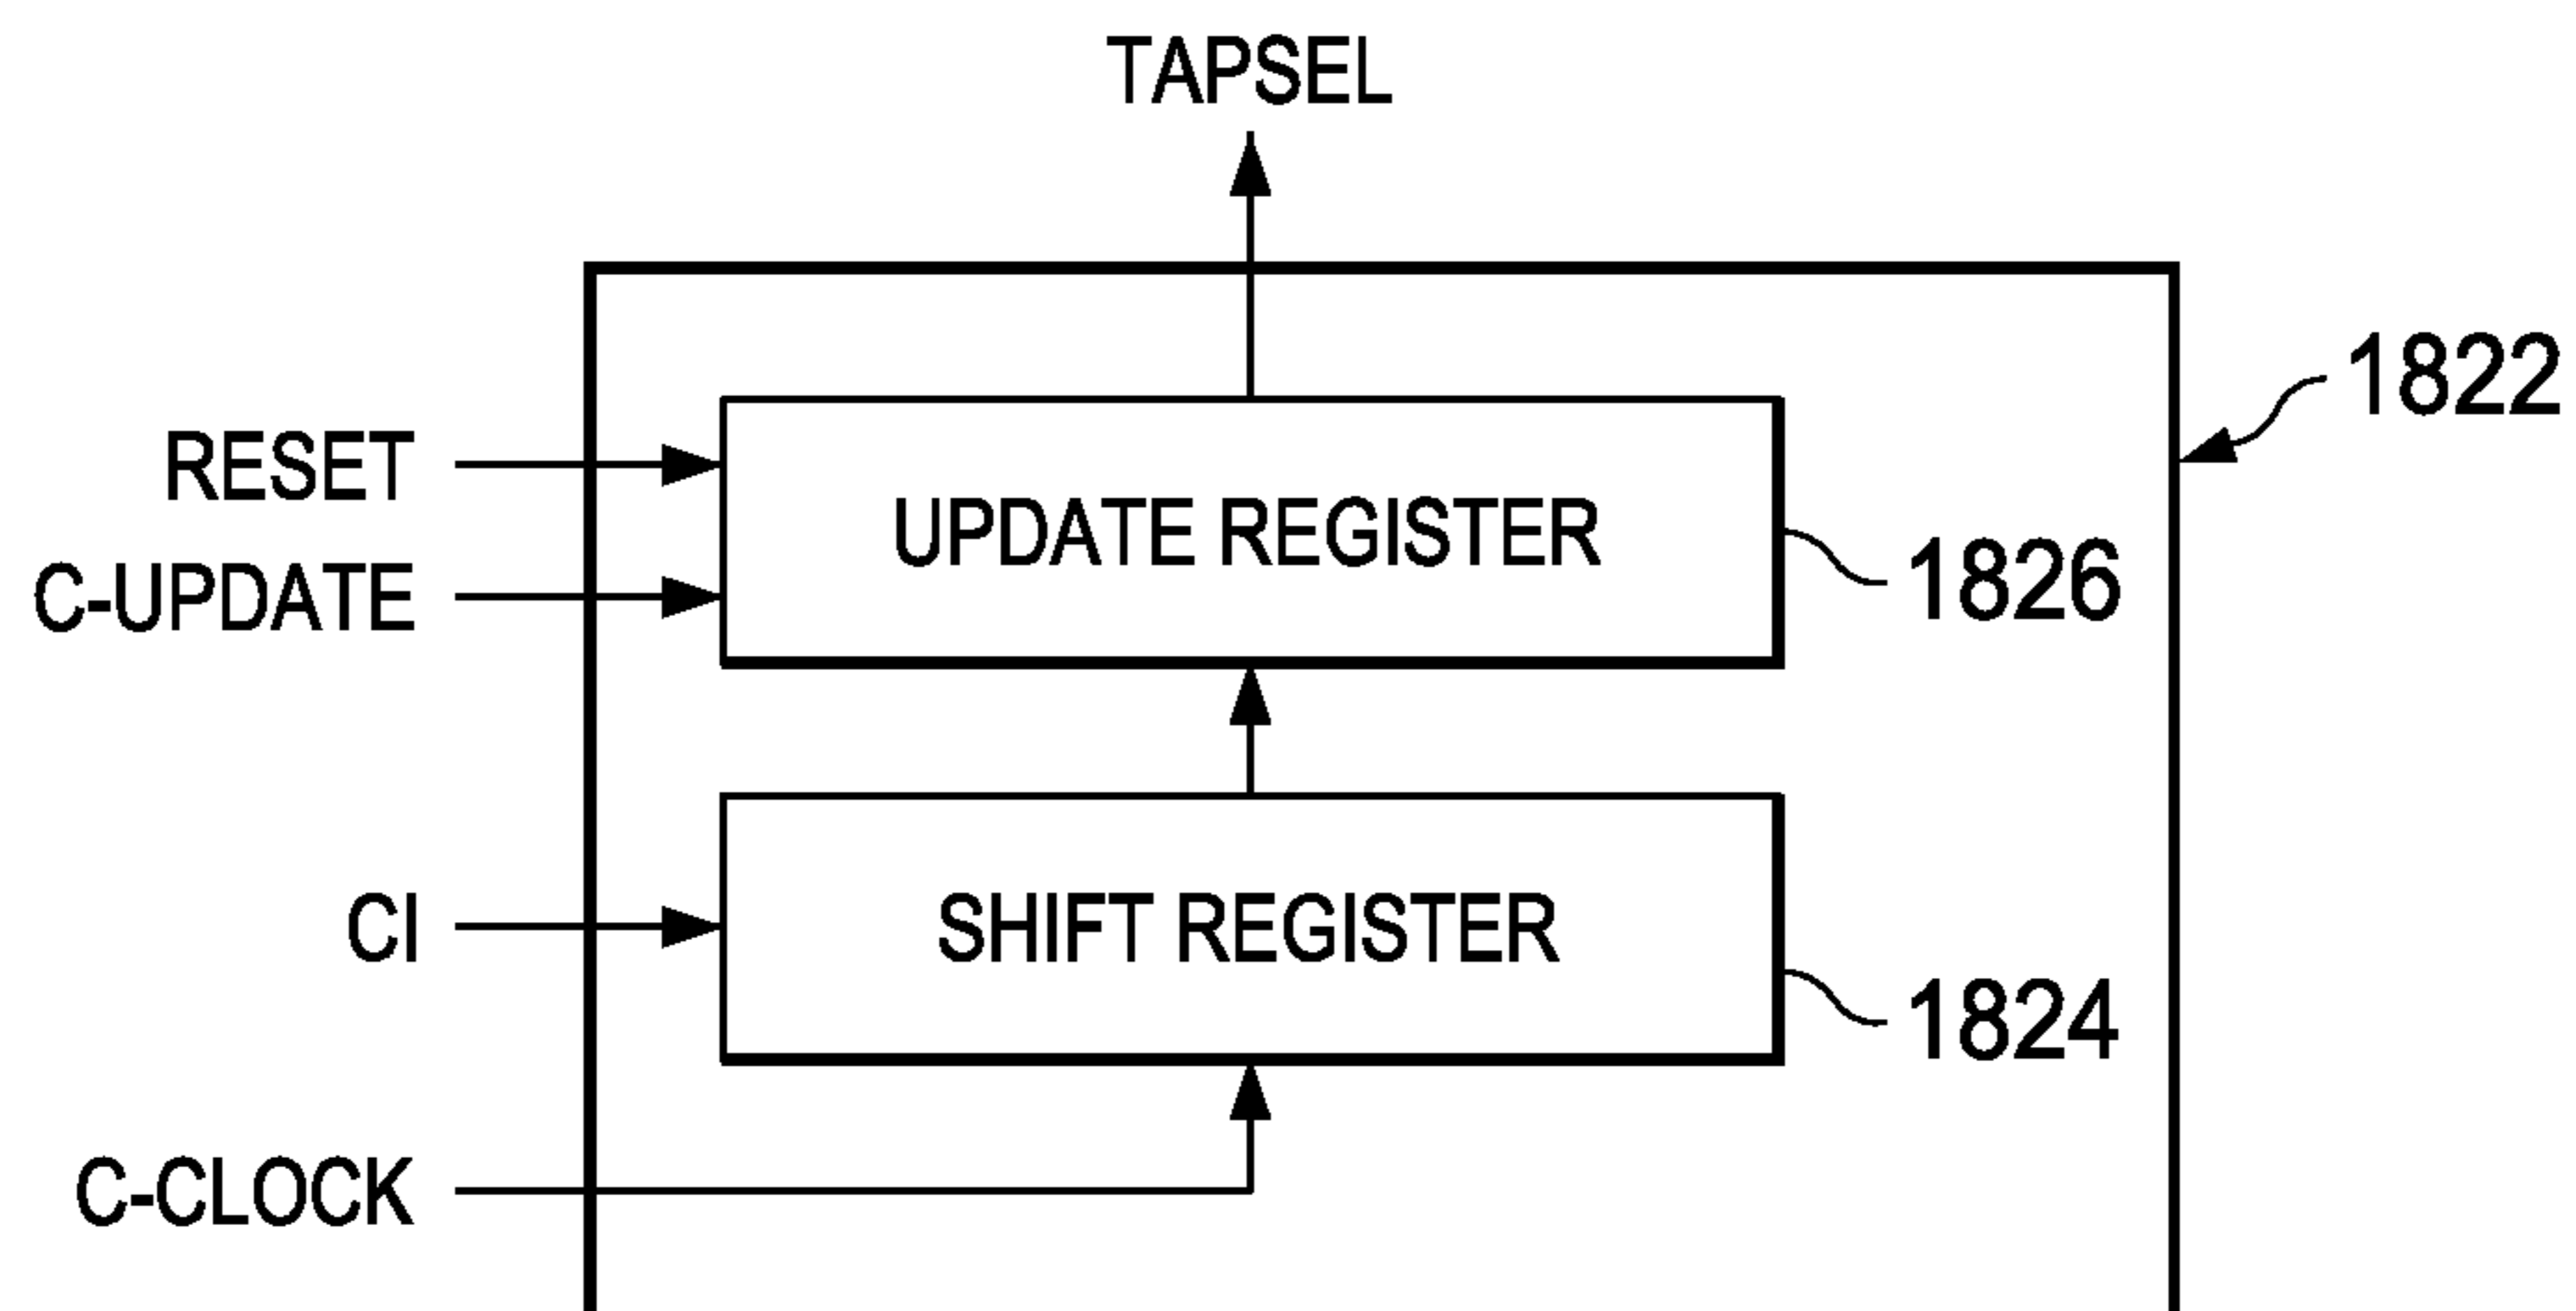 TAPSEL
1822
RESET
UPDATE REGISTER
C-UPDATE
1826
CI
SHIFT REGISTER
1824
C-CLOCK